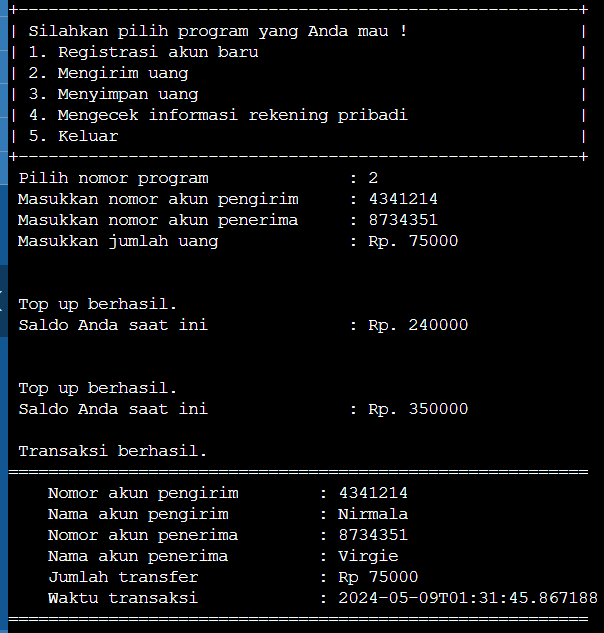 +--------------------------------------------------------+
| Silahkan pilih program yang Anda mau ! |
| 1. Registrasi akun baru |
| 2. Mengirim uang |
| 3. Menyimpan uang |
| 4. Mengecek informasi rekening pribadi |
| 5. Keluar |
+--------------------------------------------------------+
Pilih nomor program : 2
Masukkan nomor akun pengirim : 4341214
Masukkan nomor akun penerima : 8734351
Masukkan jumlah uang : Rp. 75000
Top up berhasil.
Saldo Anda saat ini : Rp. 240000
Top up berhasil.
Saldo Anda saat ini : Rp. 350000
Transaksi berhasil.
==========================================================
Nomor akun pengirim : 4341214
Nama akun pengirim : Nirmala
Nomor akun penerima : 8734351
Nama akun penerima : Virgie
Jumlah transfer : Rp 75000
Waktu transaksi : 2024-05-09T01:31:45.867188
==========================================================